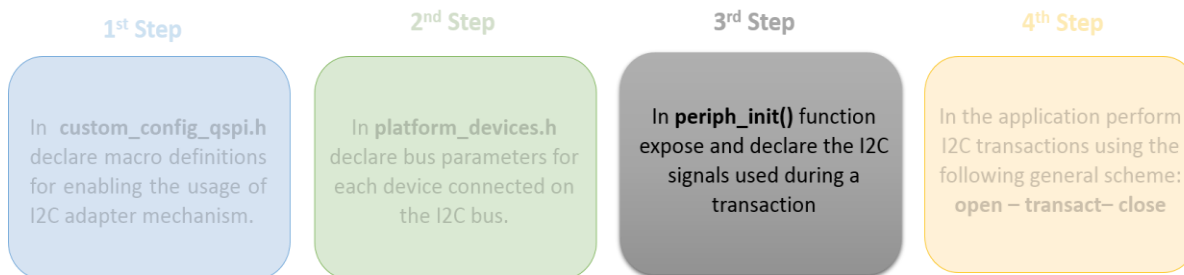 1st Step
In custom_config_qspi.h
declare macro definitions
for enabling the usage of
I2C adapter mechanism.
2nd Step
In platform_devices.h
declare bus parameters for
each device connected on
the I2C bus.
3rd Step
In periph_init() function
expose and declare the I2C
signals used during a
transaction
4th Step
In the application perform
I2C transactions using the
following general scheme:
open – transact– close